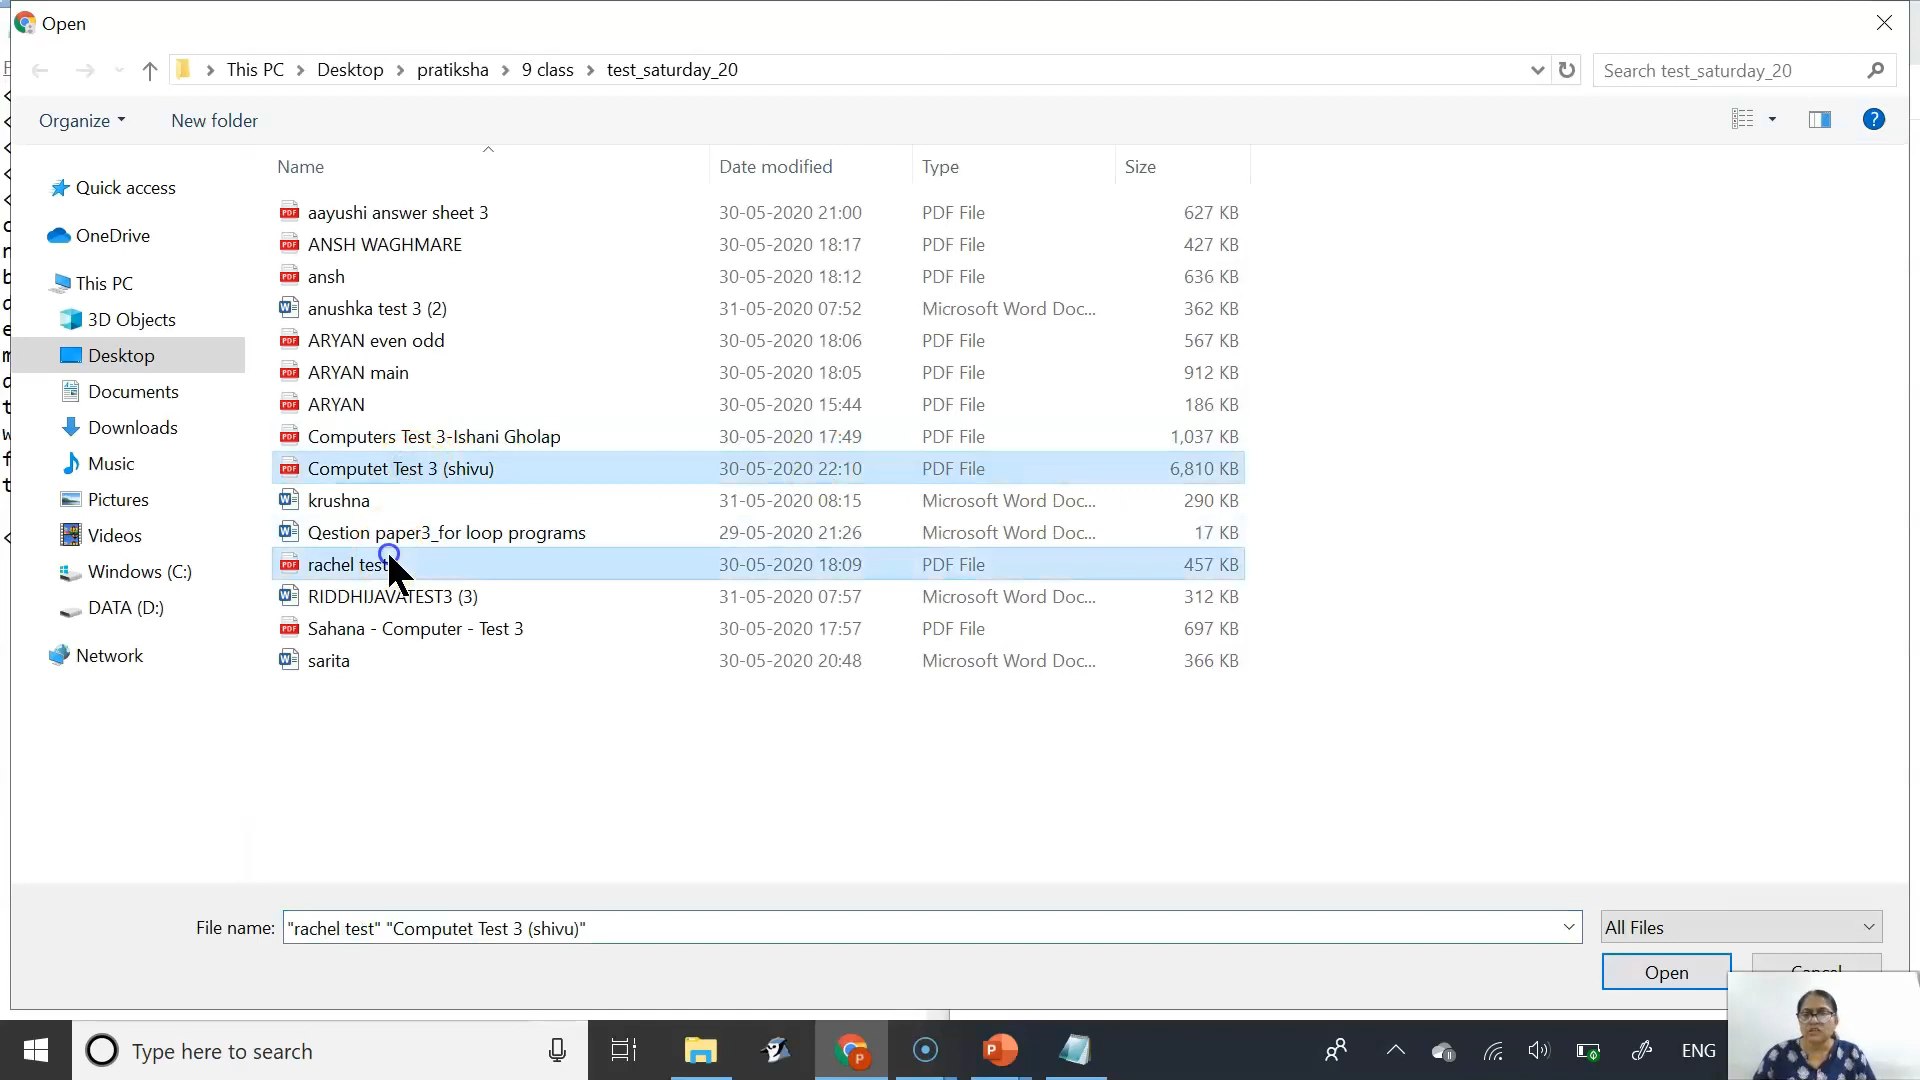 Open
This PC > Desktop > pratiksha > 9 class > test_saturday_20
Search test_saturday_20
Organize
New folder
Name Date modified Type Size
Quick access
OneDrive
This PC
3D Objects
Desktop
Documents
Downloads
Music
Pictures
Videos
Windows (C:)
DATA (D:)
Network
aayushi answer sheet 3 30-05-2020 21:00 PDF File 627 KB
ANSH WAGHMARE 30-05-2020 18:17 PDF File 427 KB
ansh 30-05-2020 18:12 PDF File 636 KB
anushka test 3 (2) 31-05-2020 07:52 Microsoft Word Doc... 362 KB
ARYAN even odd 30-05-2020 18:06 PDF File 567 KB
ARYAN main 30-05-2020 18:05 PDF File 912 KB
ARYAN 30-05-2020 15:44 PDF File 186 KB
Computers Test 3-Ishani Gholap 30-05-2020 17:49 PDF File 1,037 KB
Computet Test 3 (shivu) 30-05-2020 22:10 PDF File 6,810 KB
krushna 31-05-2020 08:15 Microsoft Word Doc... 290 KB
Qestion paper3_for loop programs 29-05-2020 21:26 Microsoft Word Doc... 17 KB
rachel test 30-05-2020 18:09 PDF File 457 KB
RIDDHIJAVATEST3 (3) 31-05-2020 07:57 Microsoft Word Doc... 312 KB
Sahana - Computer - Test 3 30-05-2020 17:57 PDF File 697 KB
sarita 30-05-2020 20:48 Microsoft Word Doc... 366 KB
File name: "rachel test" "Computet Test 3 (shivu)"
All Files
Open
Cancel
Type here to search
ENG